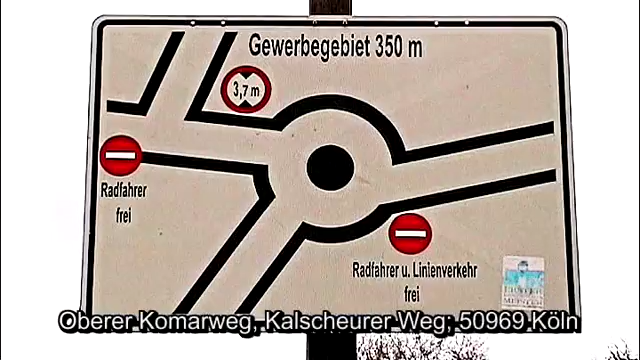 Gewerbegebiet 350 m
3,7 m
Radfahrer
frei
Radfahrer u. Linienverkehr
frei
Oberer Komarweg, Kalscheurer Weg; 50969 Köln